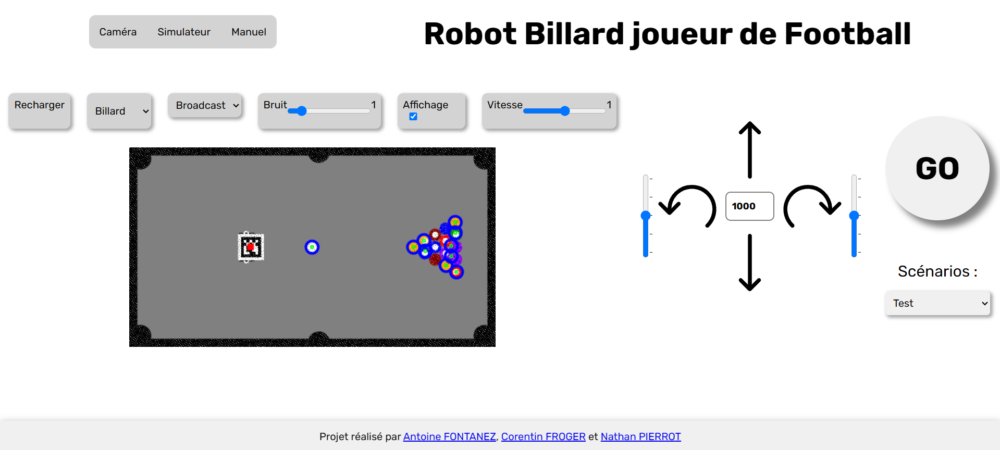 Caméra Simulateur Manuel
Robot Billard joueur de Football
Recharger
Billard
Broadcast
Bruit 1
Affichage
Vitesse 1
1000
GO
Scénarios :
Test
Projet réalisé par Antoine FONTANEZ, Corentin FROGER et Nathan PIERROT